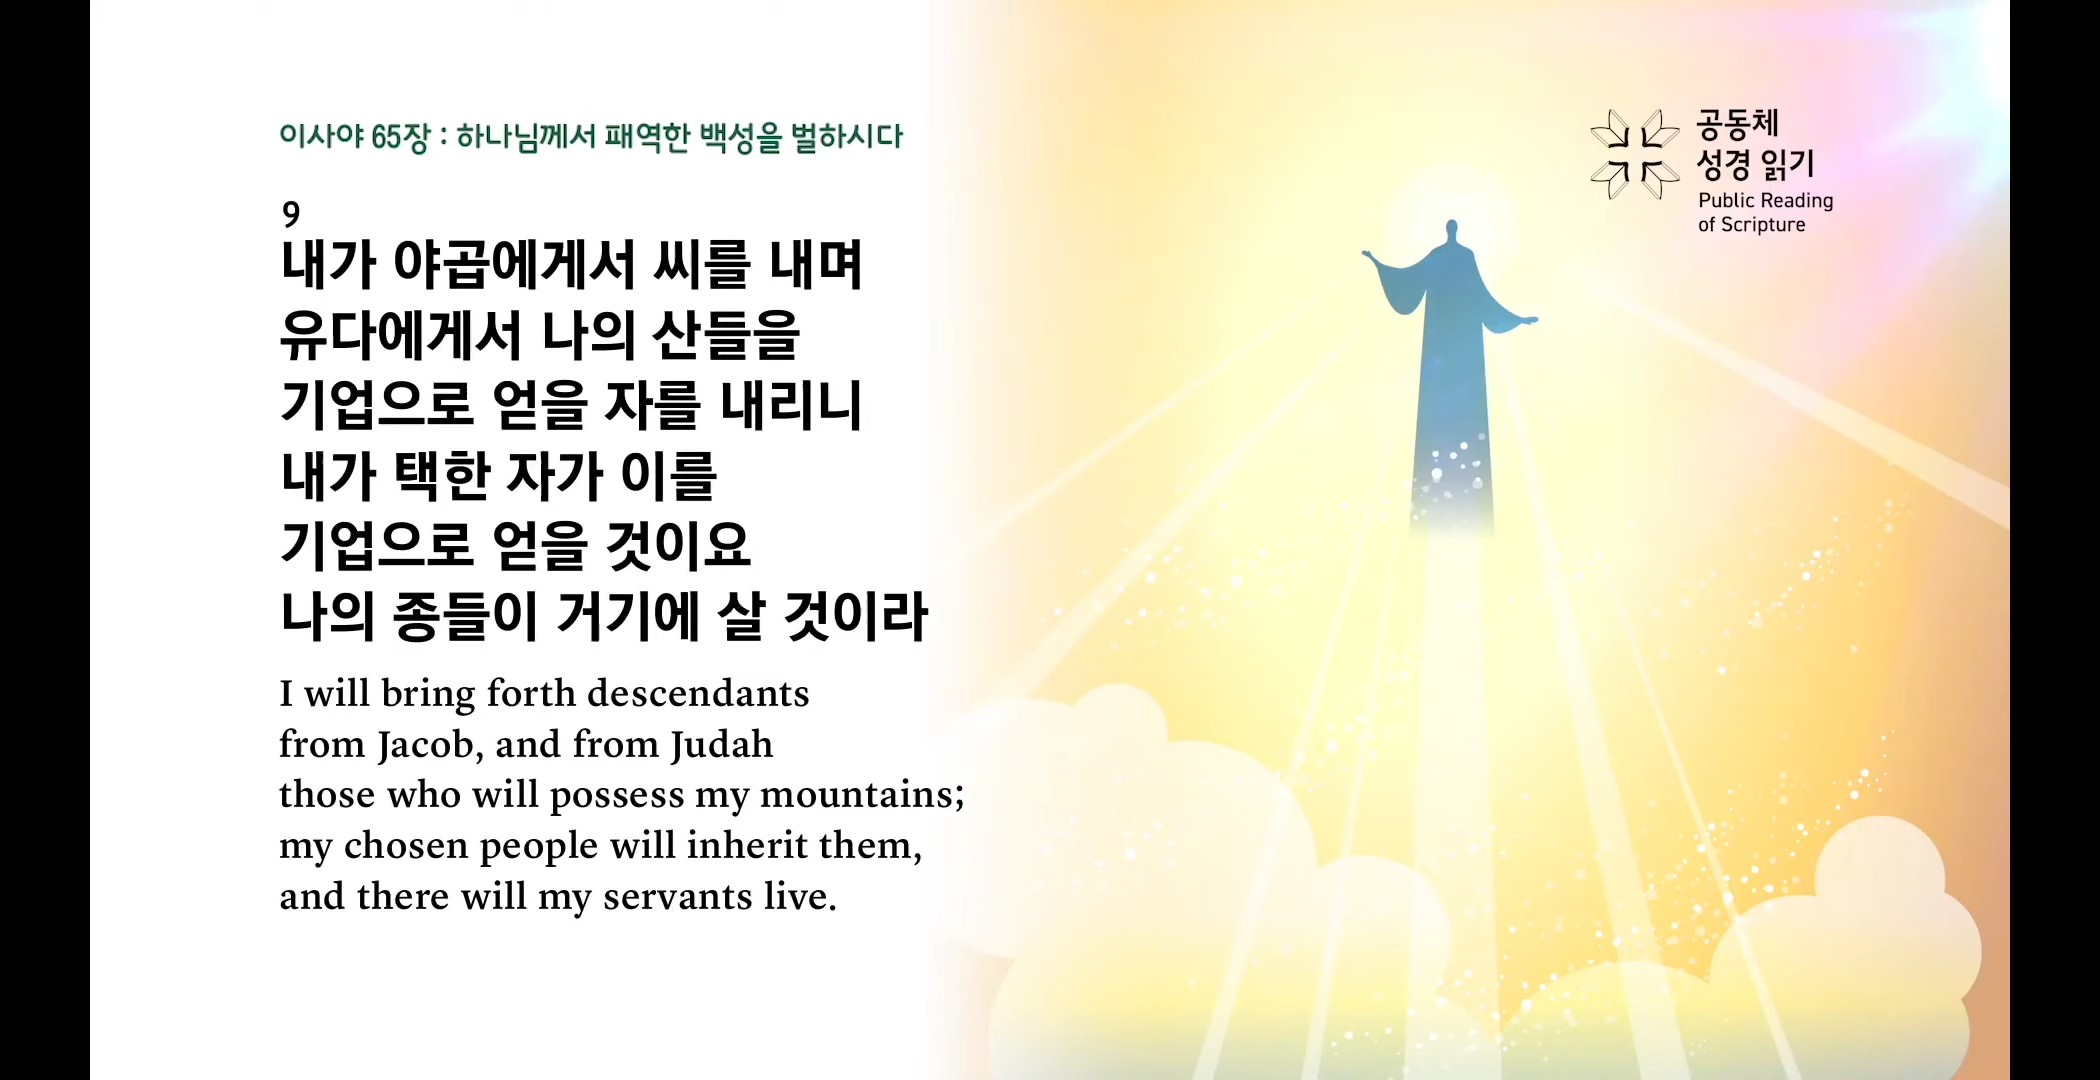 이사야 65장 : 하나님께서 패역한 백성을 벌하시다
9
내가 야곱에게서 씨를 내며
유다에게서 나의 산들을
기업으로 얻을 자를 내리니
내가 택한 자가 이를
기업으로 얻을 것이요
나의 종들이 거기에 살 것이라
I will bring forth descendants
from Jacob, and from Judah
those who will possess my mountains;
my chosen people will inherit them,
and there will my servants live.
공동체
성경 읽기
Public Reading
of Scripture